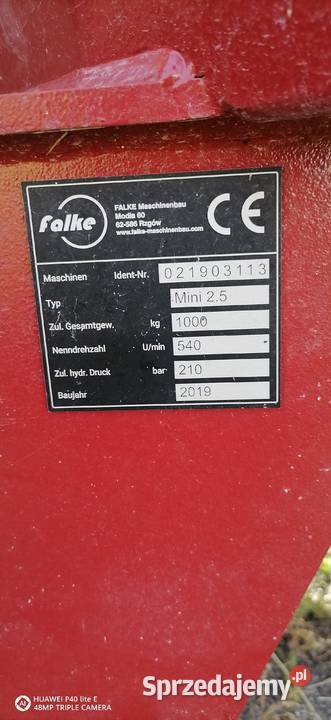 falke
FALKE Maschinenbau
Modla 60
62-586 Rzgów
www.falke-maschinenbau.com
CE
Maschinen Ident-Nr. 021903113
Typ Mini 2.5
Zul. Gesamtgew. kg 1000
Nenndrehzahl U/min 540
Zul. hydr. Druck bar 210
Baujahr 2019
HUAWEI P40 lite E
48MP TRIPLE CAMERA
Sprzedajemy.pl